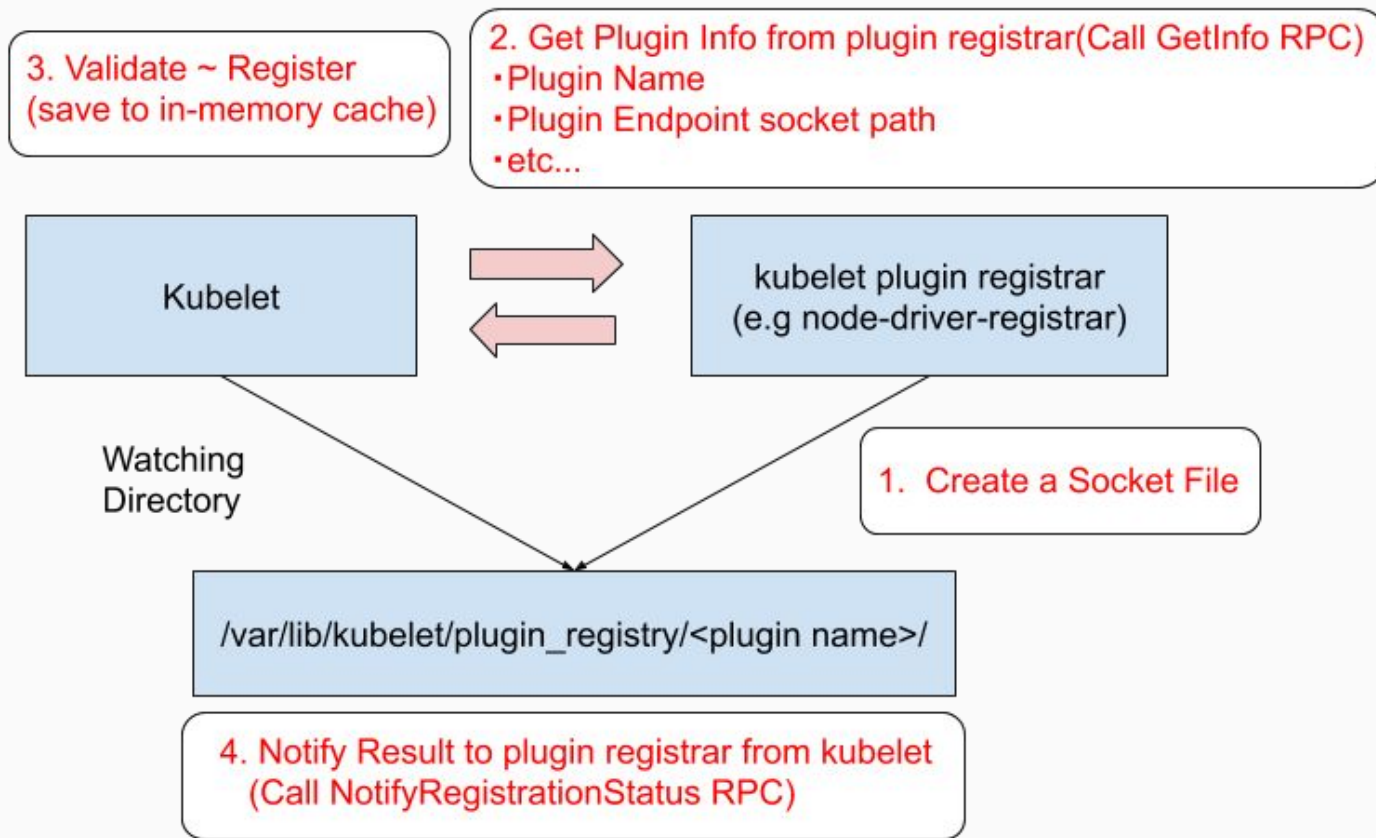 3. Validate ~ Register
(save to in-memory cache)
2. Get Plugin Info from plugin registrar(Call GetInfo RPC)
・Plugin Name
・Plugin Endpoint socket path
・etc...
Kubelet
kubelet plugin registrar
(e.g node-driver-registrar)
Watching
Directory
1. Create a Socket File
/var/lib/kubelet/plugin_registry/<plugin name>/
4. Notify Result to plugin registrar from kubelet
(Call NotifyRegistrationStatus RPC)